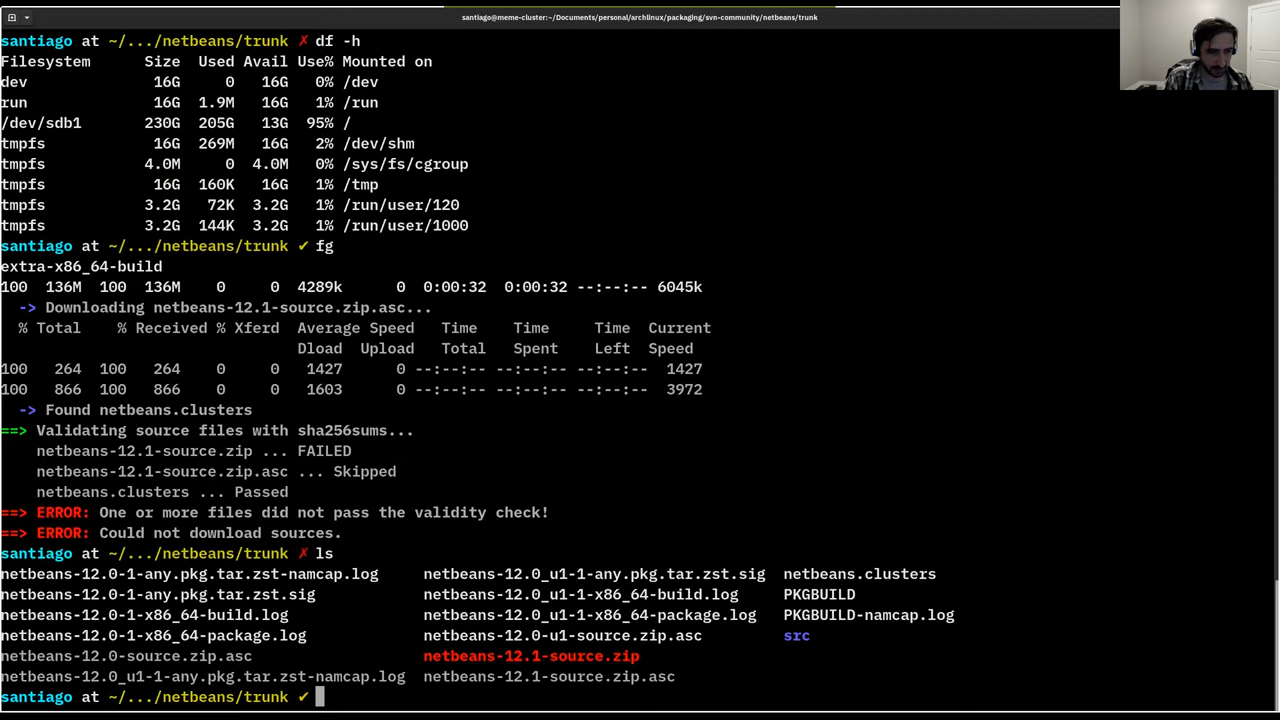 santiago@meme-cluster:~/Documents/personal/archlinux/packaging/svn-community/netbeans/trunk
santiago at ~/.../netbeans/trunk ✗ df -h
Filesystem      Size  Used Avail Use% Mounted on
dev              16G     0   16G   0% /dev
run              16G  1.9M   16G   1% /run
/dev/sdb1       230G  205G   13G  95% /
tmpfs            16G  269M   16G   2% /dev/shm
tmpfs           4.0M     0  4.0M   0% /sys/fs/cgroup
tmpfs            16G  160K   16G   1% /tmp
tmpfs           3.2G   72K  3.2G   1% /run/user/120
tmpfs           3.2G  144K  3.2G   1% /run/user/1000
santiago at ~/.../netbeans/trunk ✔ fg
extra-x86_64-build
100  136M  100  136M    0     0  4289k      0  0:00:32  0:00:32 --:--:-- 6045k
-> Downloading netbeans-12.1-source.zip.asc...
% Total    % Received % Xferd  Average Speed   Time    Time     Time  Current
Dload  Upload   Total   Spent    Left  Speed
100   264  100   264    0     0   1427      0 --:--:-- --:--:-- --:--:--  1427
100   866  100   866    0     0   1603      0 --:--:-- --:--:-- --:--:--  3972
-> Found netbeans.clusters
==> Validating source files with sha256sums...
netbeans-12.1-source.zip ... FAILED
netbeans-12.1-source.zip.asc ... Skipped
netbeans.clusters ... Passed
==> ERROR: One or more files did not pass the validity check!
==> ERROR: Could not download sources.
santiago at ~/.../netbeans/trunk ✗ ls
netbeans-12.0-1-any.pkg.tar.zst-namcap.log netbeans-12.0_u1-1-any.pkg.tar.zst.sig netbeans.clusters
netbeans-12.0-1-any.pkg.tar.zst.sig netbeans-12.0_u1-1-x86_64-build.log PKGBUILD
netbeans-12.0-1-x86_64-build.log netbeans-12.0_u1-1-x86_64-package.log PKGBUILD-namcap.log
netbeans-12.0-1-x86_64-package.log netbeans-12.0-u1-source.zip.asc src
netbeans-12.0-source.zip.asc netbeans-12.1-source.zip
netbeans-12.0_u1-1-any.pkg.tar.zst-namcap.log netbeans-12.1-source.zip.asc
santiago at ~/.../netbeans/trunk ✔